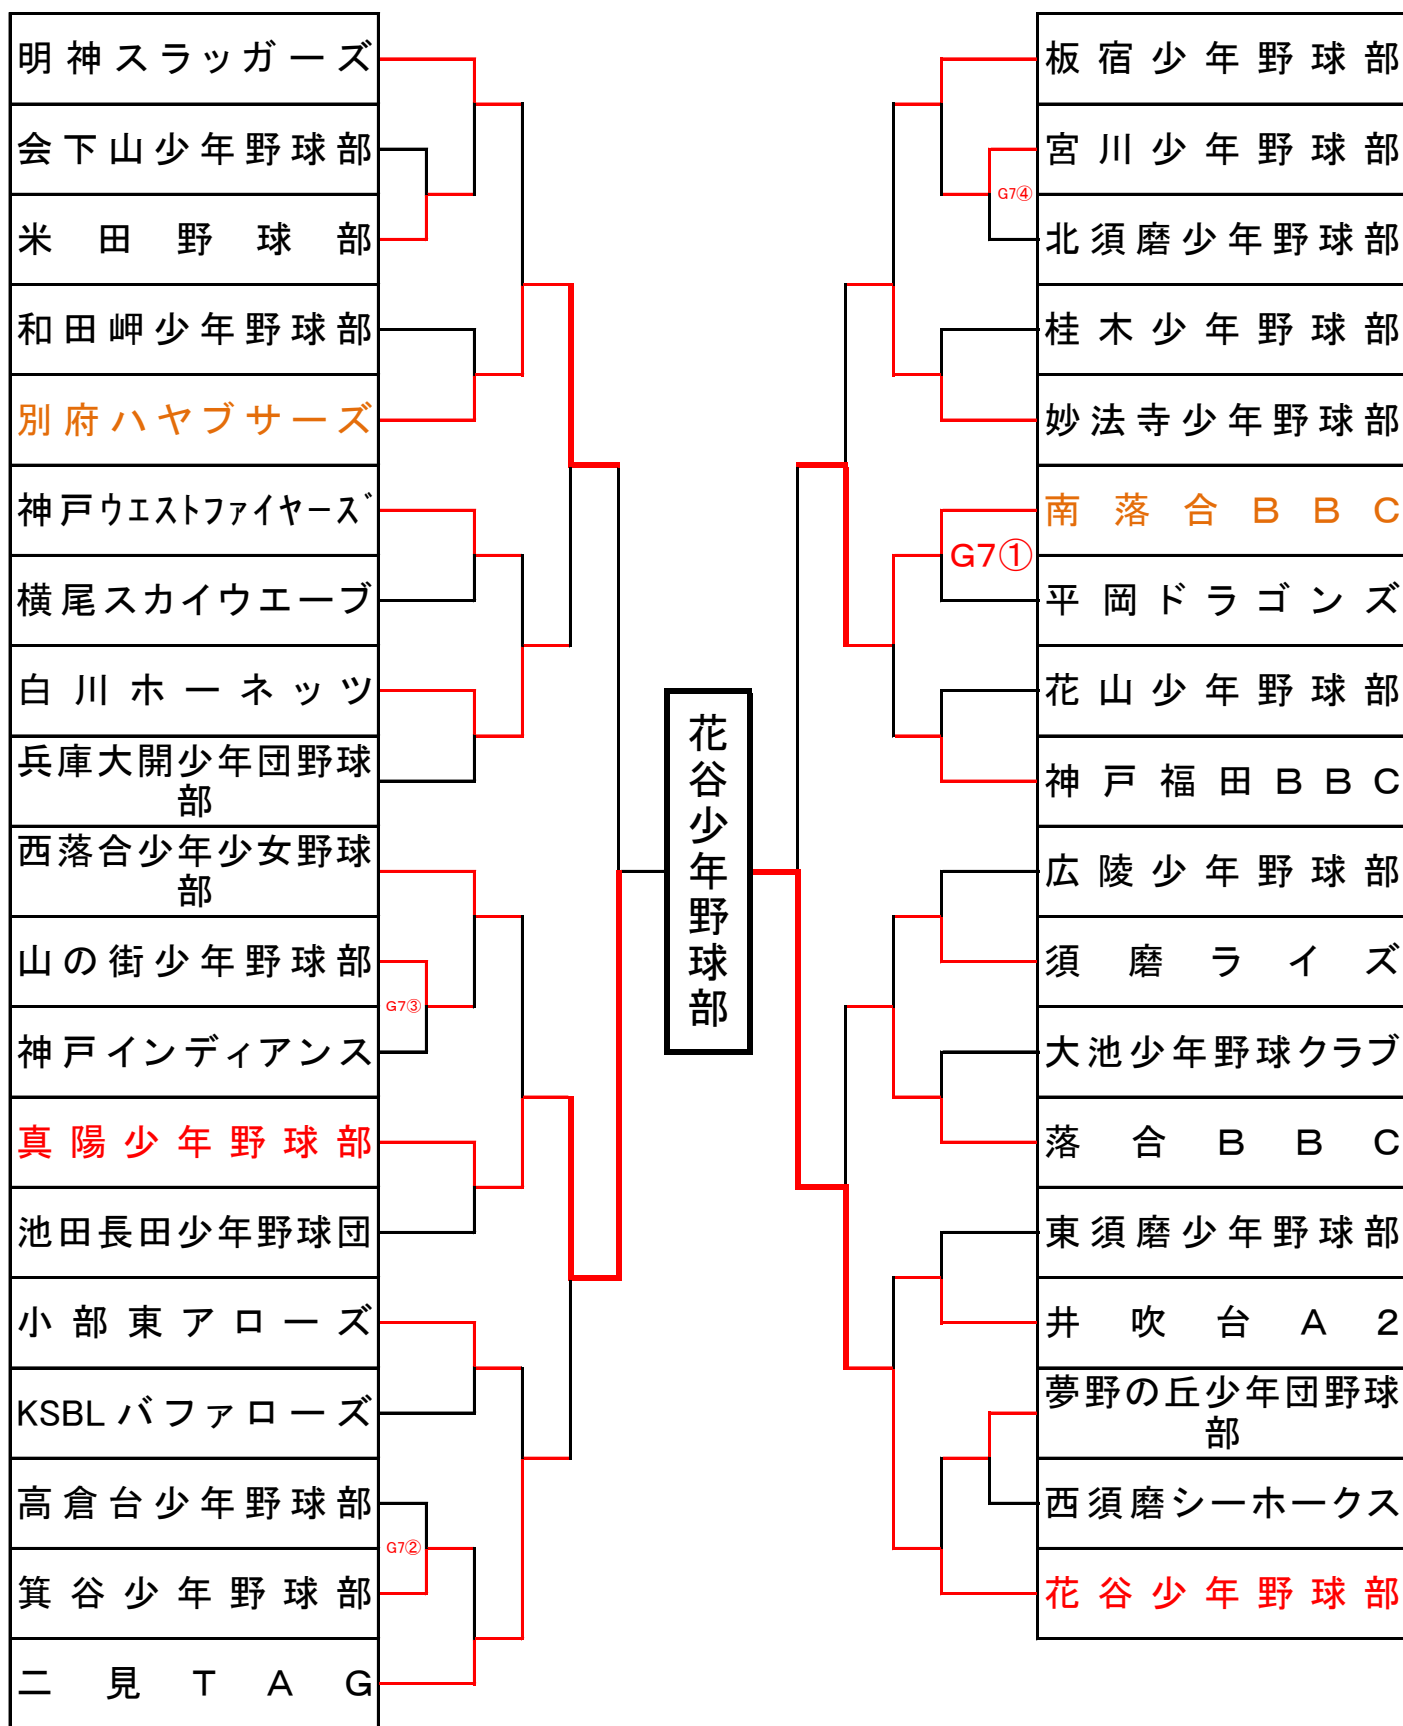 明神スラッガーズ
会下山少年野球部
米田野球部
和田岬少年野球部
別府ハヤブサーズ
神戸ウエストファイヤーズ
横尾スカイウエーブ
白川ホーネッツ
兵庫大開少年団野球
部
西落合少年少女野球
部
山の街少年野球部
G7③
神戸インディアンス
真陽少年野球部
池田長田少年野球団
小部東アローズ
KSBLバファローズ
高倉台少年野球部
G7②
箕谷少年野球部
二見TAG
花谷少年野球部
板宿少年野球部
宮川少年野球部
G7④
北須磨少年野球部
桂木少年野球部
妙法寺少年野球部
南落合BBC
G7①
平岡ドラゴンズ
花山少年野球部
神戸福田BBC
広陵少年野球部
須磨ライズ
大池少年野球クラブ
落合BBC
東須磨少年野球部
井吹台A2
夢野の丘少年団野球
部
西須磨シーホークス
花谷少年野球部